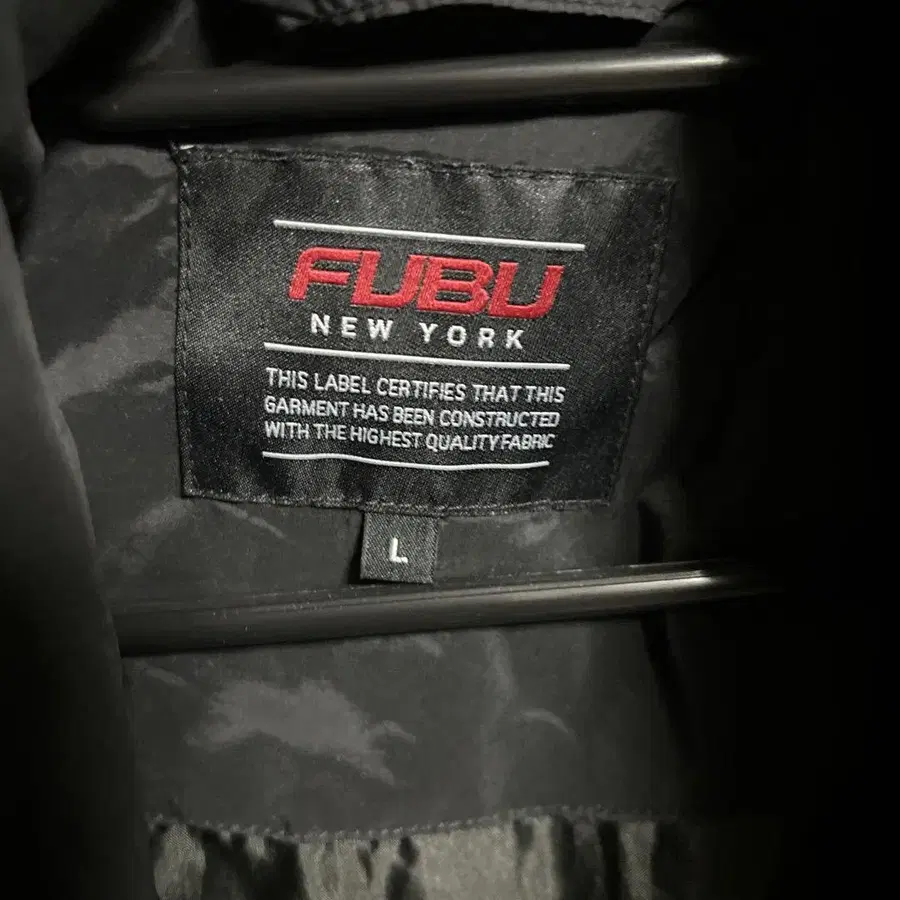 FUBU
NEW YORK
THIS LABEL CERTIFIES THAT THIS
GARMENT HAS BEEN CONSTRUCTED
WITH THE HIGHEST QUALITY FABRIC
L